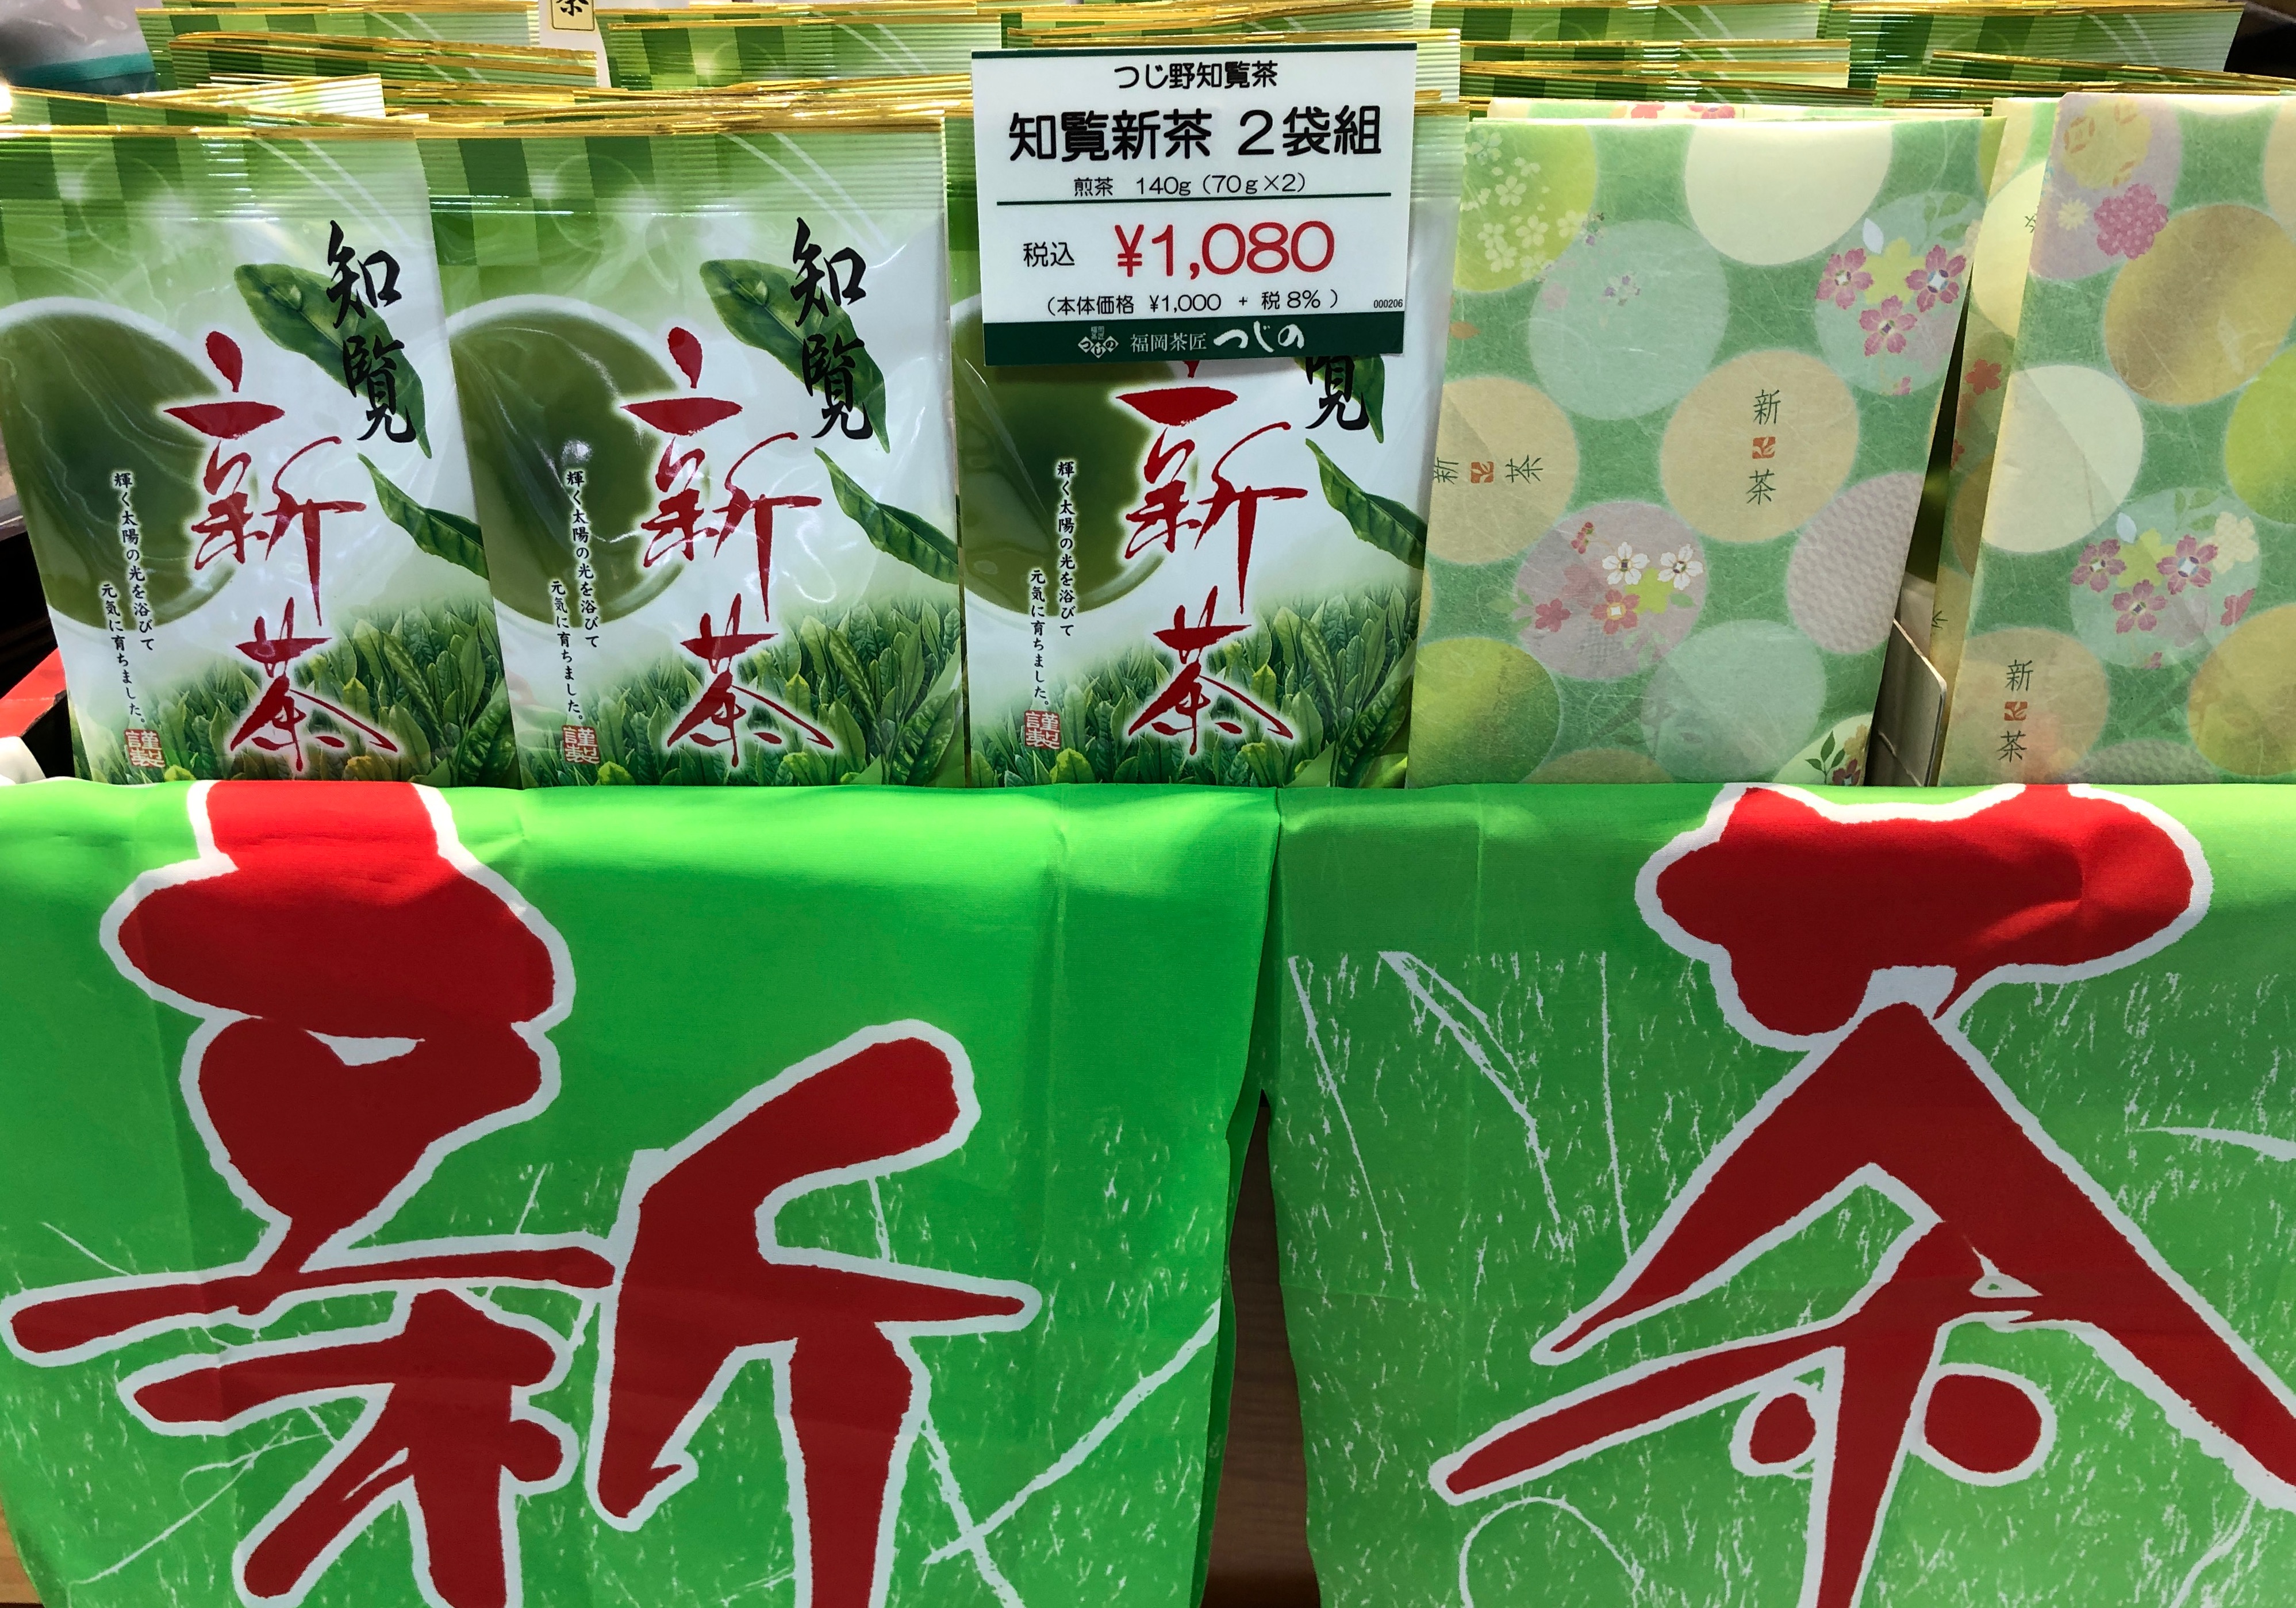 茶
つじ野知覧茶
知覧新茶 2袋組
煎茶 140g (70g×2)
税込 ¥1,080
(本体価格 ¥1,000 + 税8%)
000206
福岡茶匠 つじの
知覧
新茶
輝く太陽の光を浴びて
元気に育ちました。
謹製
知覧
新茶
輝く太陽の光を浴びて
元気に育ちました。
謹製
覧
新茶
輝く太陽の光を浴びて
元気に育ちました。
謹製
新茶
新茶
新茶
新茶